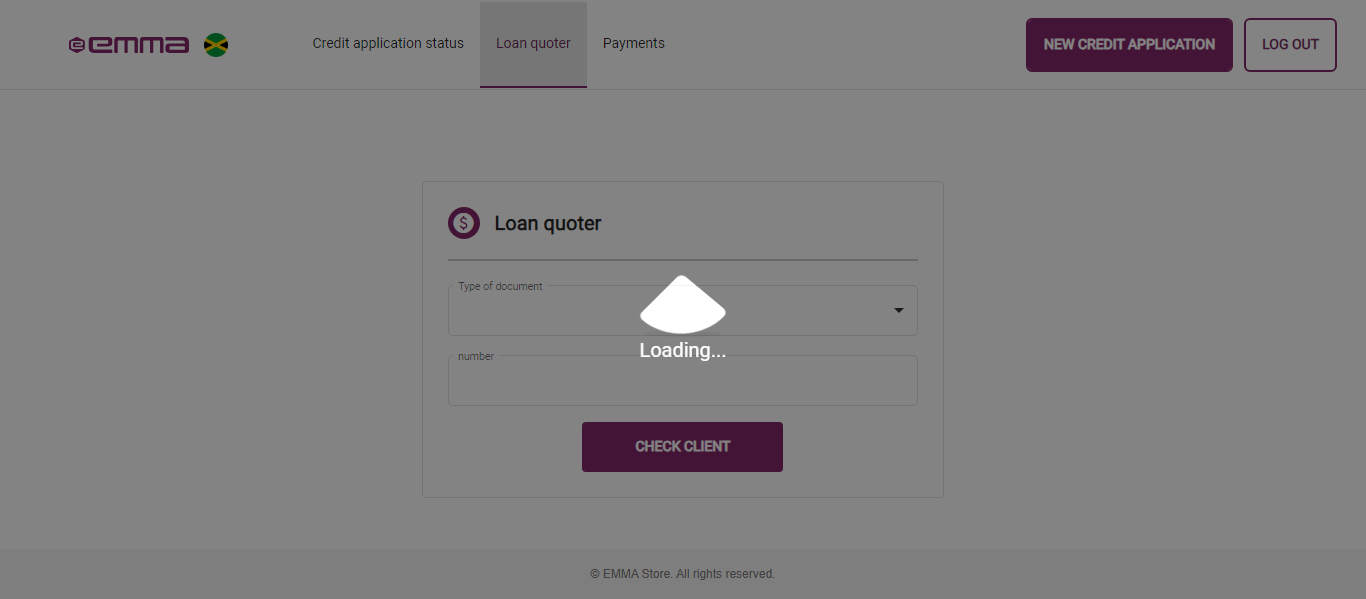 emma
Credit application status
Loan quoter
Payments
NEW CREDIT APPLICATION
LOG OUT
$
Loan quoter
Type of document
Loading...
number
CHECK CLIENT
© EMMA Store. All rights reserved.